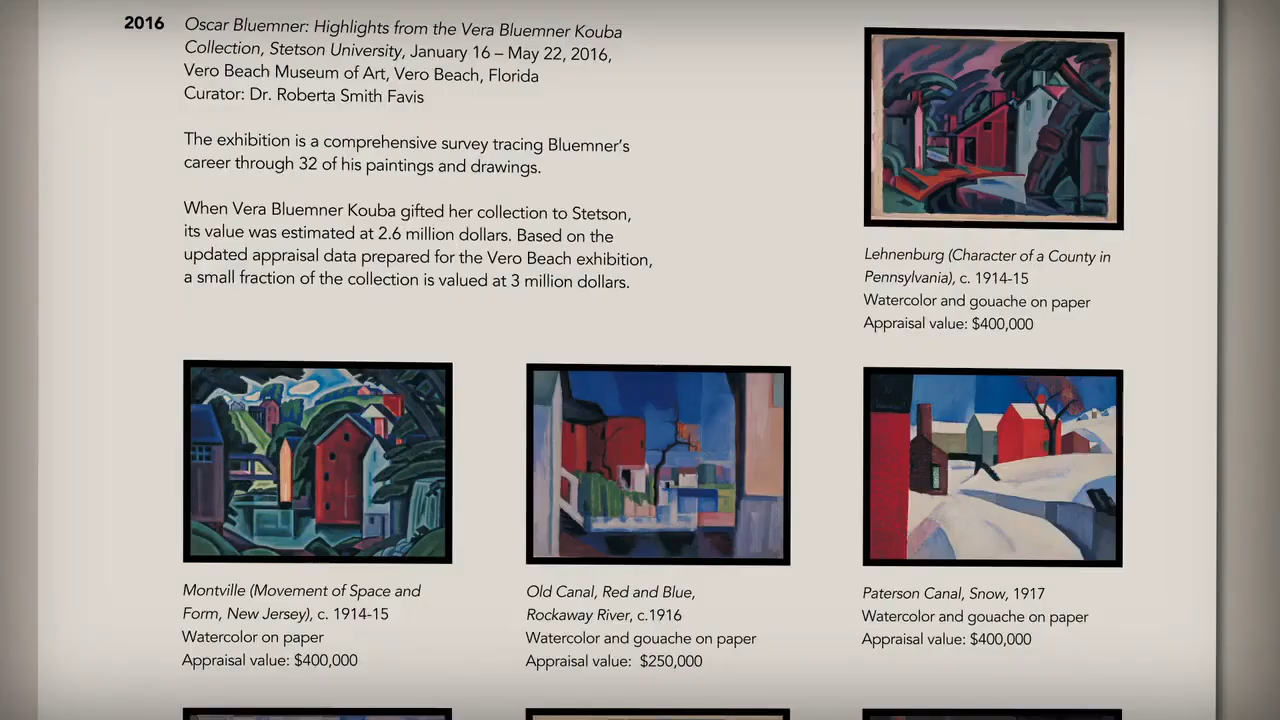 2016
Oscar Bluemner: Highlights from the Vera Bluemner Kouba
Collection, Stetson University, January 16 – May 22, 2016,
Vero Beach Museum of Art, Vero Beach, Florida
Curator: Dr. Roberta Smith Favis
The exhibition is a comprehensive survey tracing Bluemner's
career through 32 of his paintings and drawings.
When Vera Bluemner Kouba gifted her collection to Stetson,
its value was estimated at 2.6 million dollars. Based on the
updated appraisal data prepared for the Vero Beach exhibition,
a small fraction of the collection is valued at 3 million dollars.
Lehnenburg (Character of a County in
Pennsylvania), c. 1914-15
Watercolor and gouache on paper
Appraisal value: $400,000
Montville (Movement of Space and
Form, New Jersey), c. 1914-15
Watercolor on paper
Appraisal value: $400,000
Old Canal, Red and Blue,
Rockaway River, c.1916
Watercolor and gouache on paper
Appraisal value: $250,000
Paterson Canal, Snow, 1917
Watercolor and gouache on paper
Appraisal value: $400,000